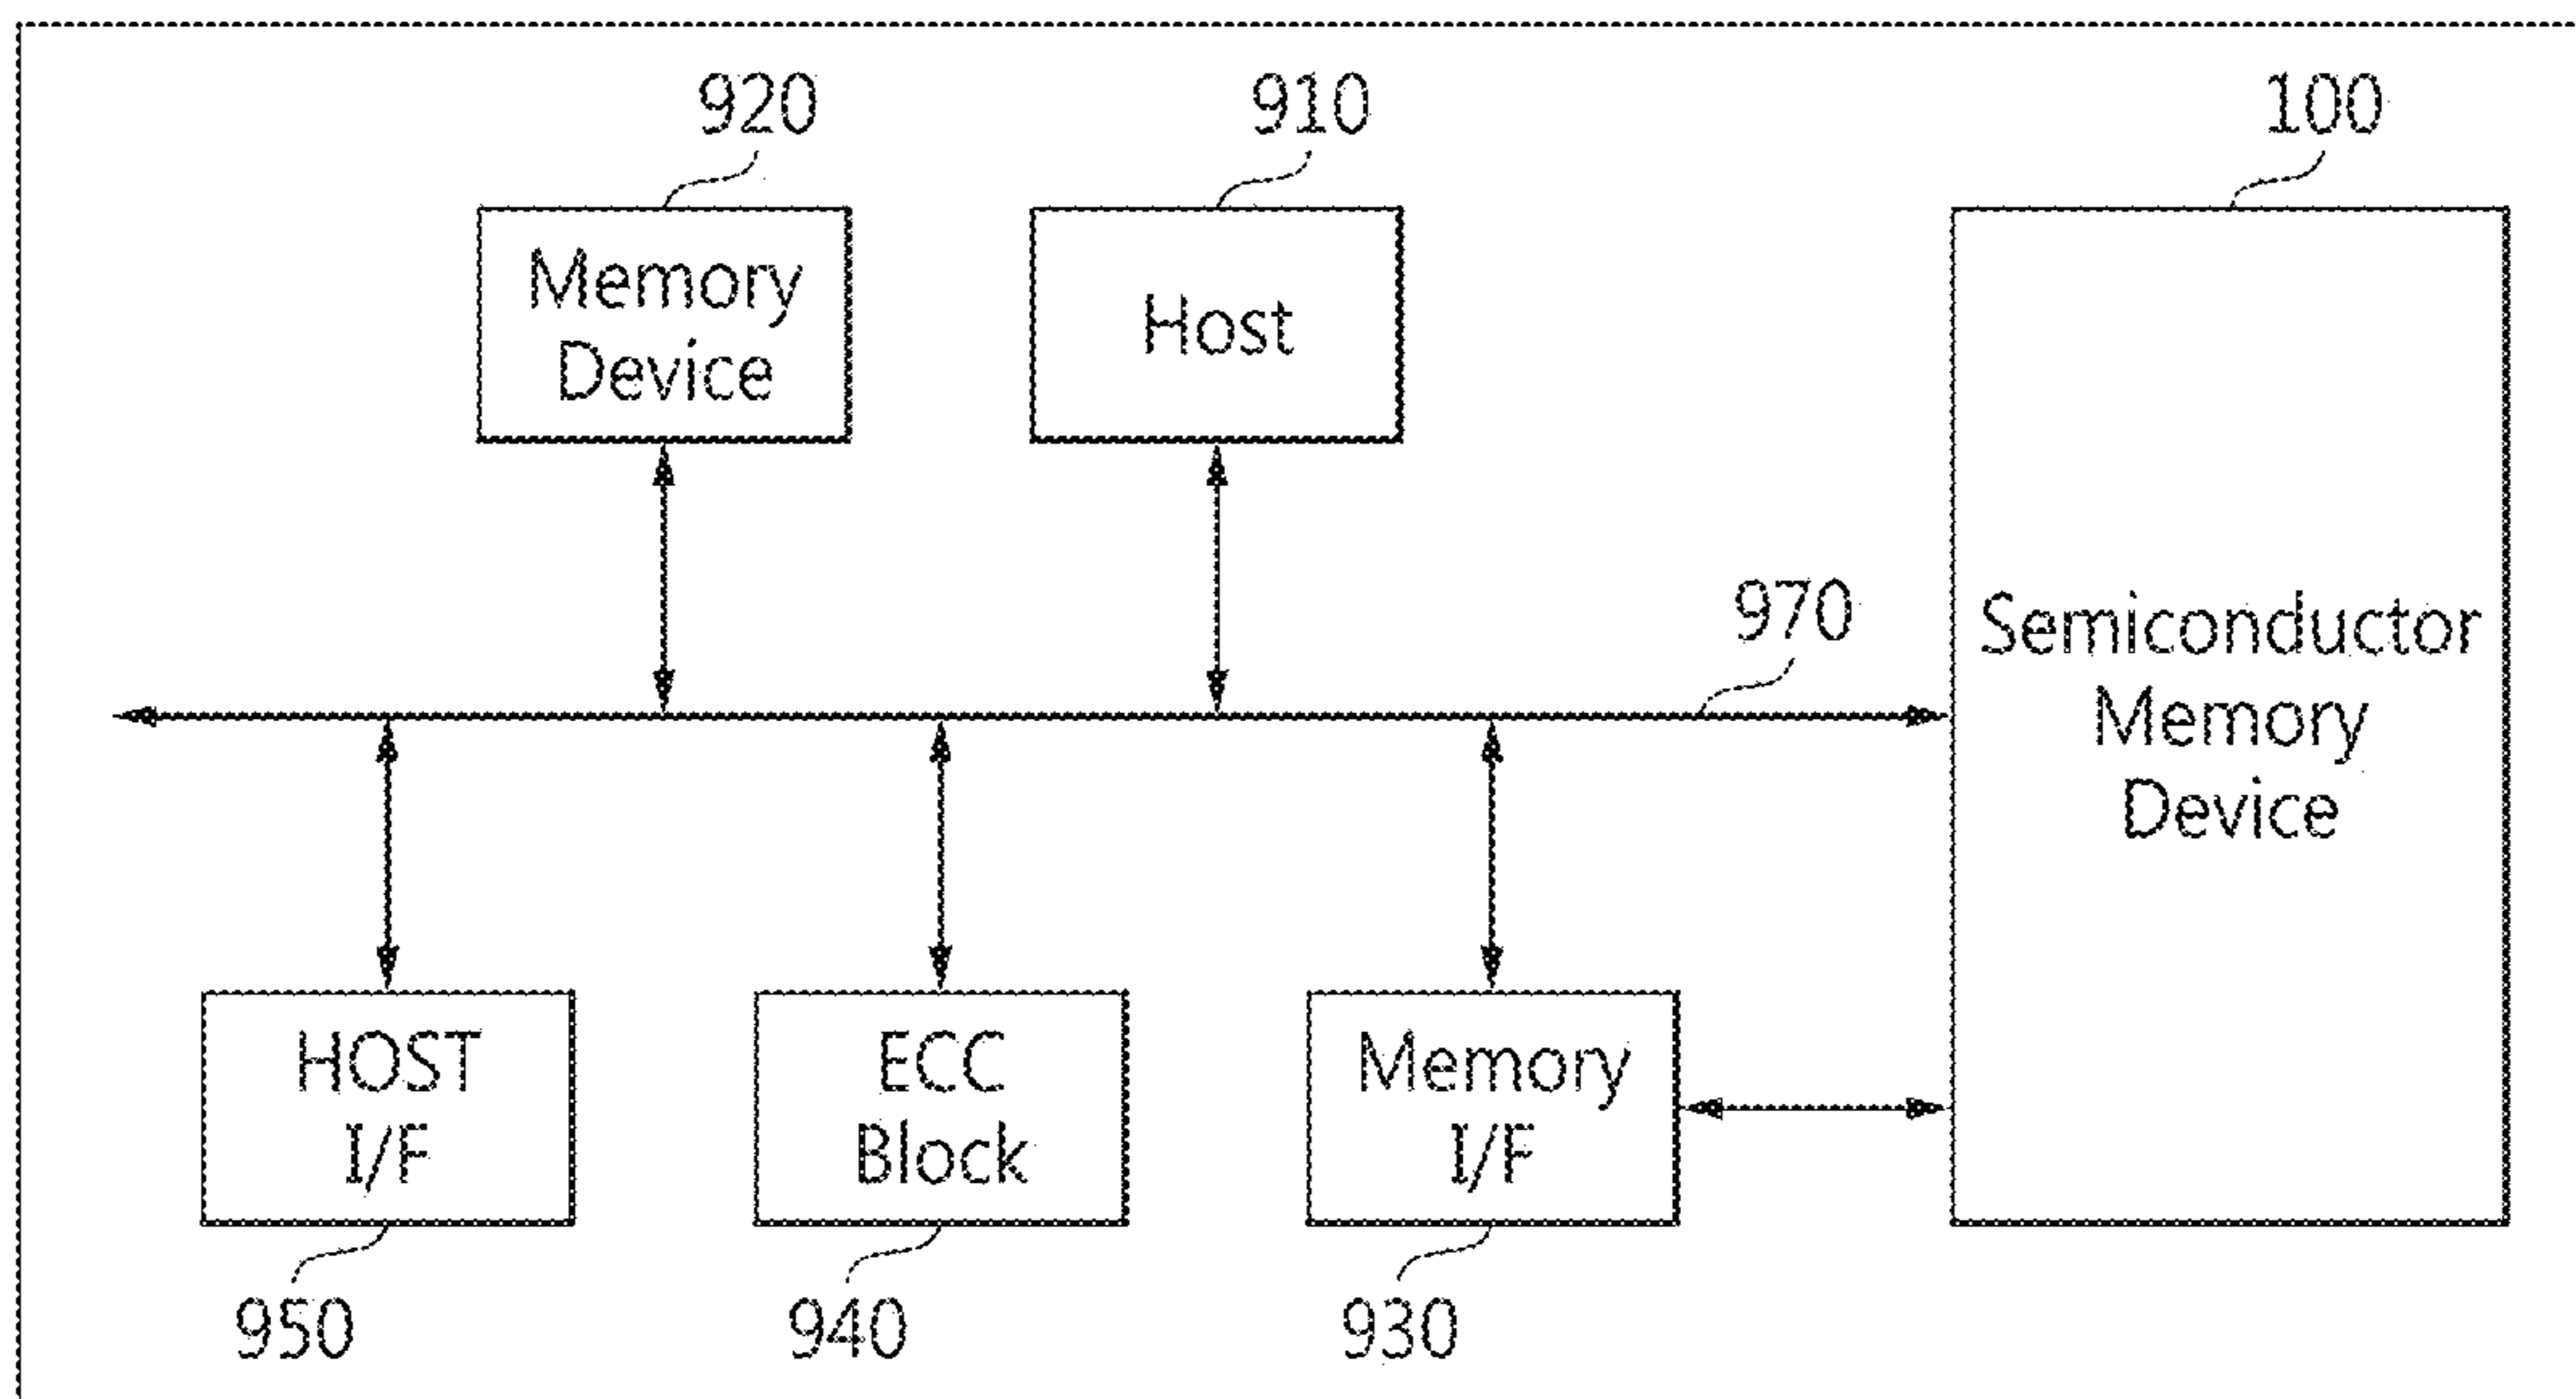 920
910
100
Memory
Device
Host
970
Semiconductor
Memory
Device
HOST
I/F
ECC
Block
Memory
I/F
950
940
930